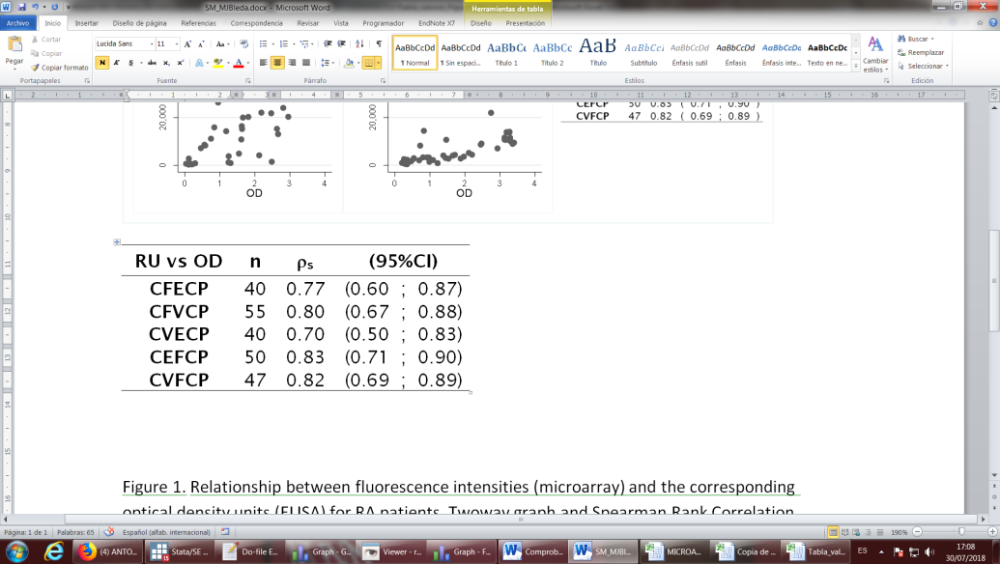 SM_MJBleda.docx - Microsoft Word
Herramientas de tabla
Archivo Inicio Insertar Diseño de página Referencias Correspondencia Revisar Vista Programador EndNote X7 Diseño Presentación
Pegar
Cortar
Copiar
Copiar formato
Portapapeles
Lucida Sans 11
Fuente
Párrafo
AaBbCcDd AaBbCcDd AaBbCc AaBbCc AaB AaBbCc AaBbCcDd AaBbCcDd AaBbCcDc AaBbCcDc
¶ Normal ¶ Sin espaci... Título 1 Título 2 Título Subtítulo Énfasis sutil Énfasis Énfasis inte... Texto en ne...
Cambiar estilos
Estilos
Buscar
Reemplazar
Seleccionar
Edición
20,000
0
0 1 2 3 4
OD
20,000
0
0 1 2 3 4
OD
CEFCP 50 0.83 ( 0.71 ; 0.90 )
CVFCP 47 0.82 ( 0.69 ; 0.89 )
RU vs OD n ρs (95%CI)
CFECP 40 0.77 (0.60 ; 0.87)
CFVCP 55 0.80 (0.67 ; 0.88)
CVECP 40 0.70 (0.50 ; 0.83)
CEFCP 50 0.83 (0.71 ; 0.90)
CVFCP 47 0.82 (0.69 ; 0.89)
Figure 1. Relationship between fluorescence intensities (microarray) and the corresponding
optical density units (ELISA) for RA patients. Twoway graph and Spearman Rank Correlation
Página: 1 de 1 Palabras: 65 Español (alfab. internacional) 190%
(4) ANTO... Stata/SE ... Do-file E... Graph - G... Viewer - r... Graph - F... Comprob... SM_MJBl... MICROA... Copia de ... Tabla_val...
ES
17:08
30/07/2018